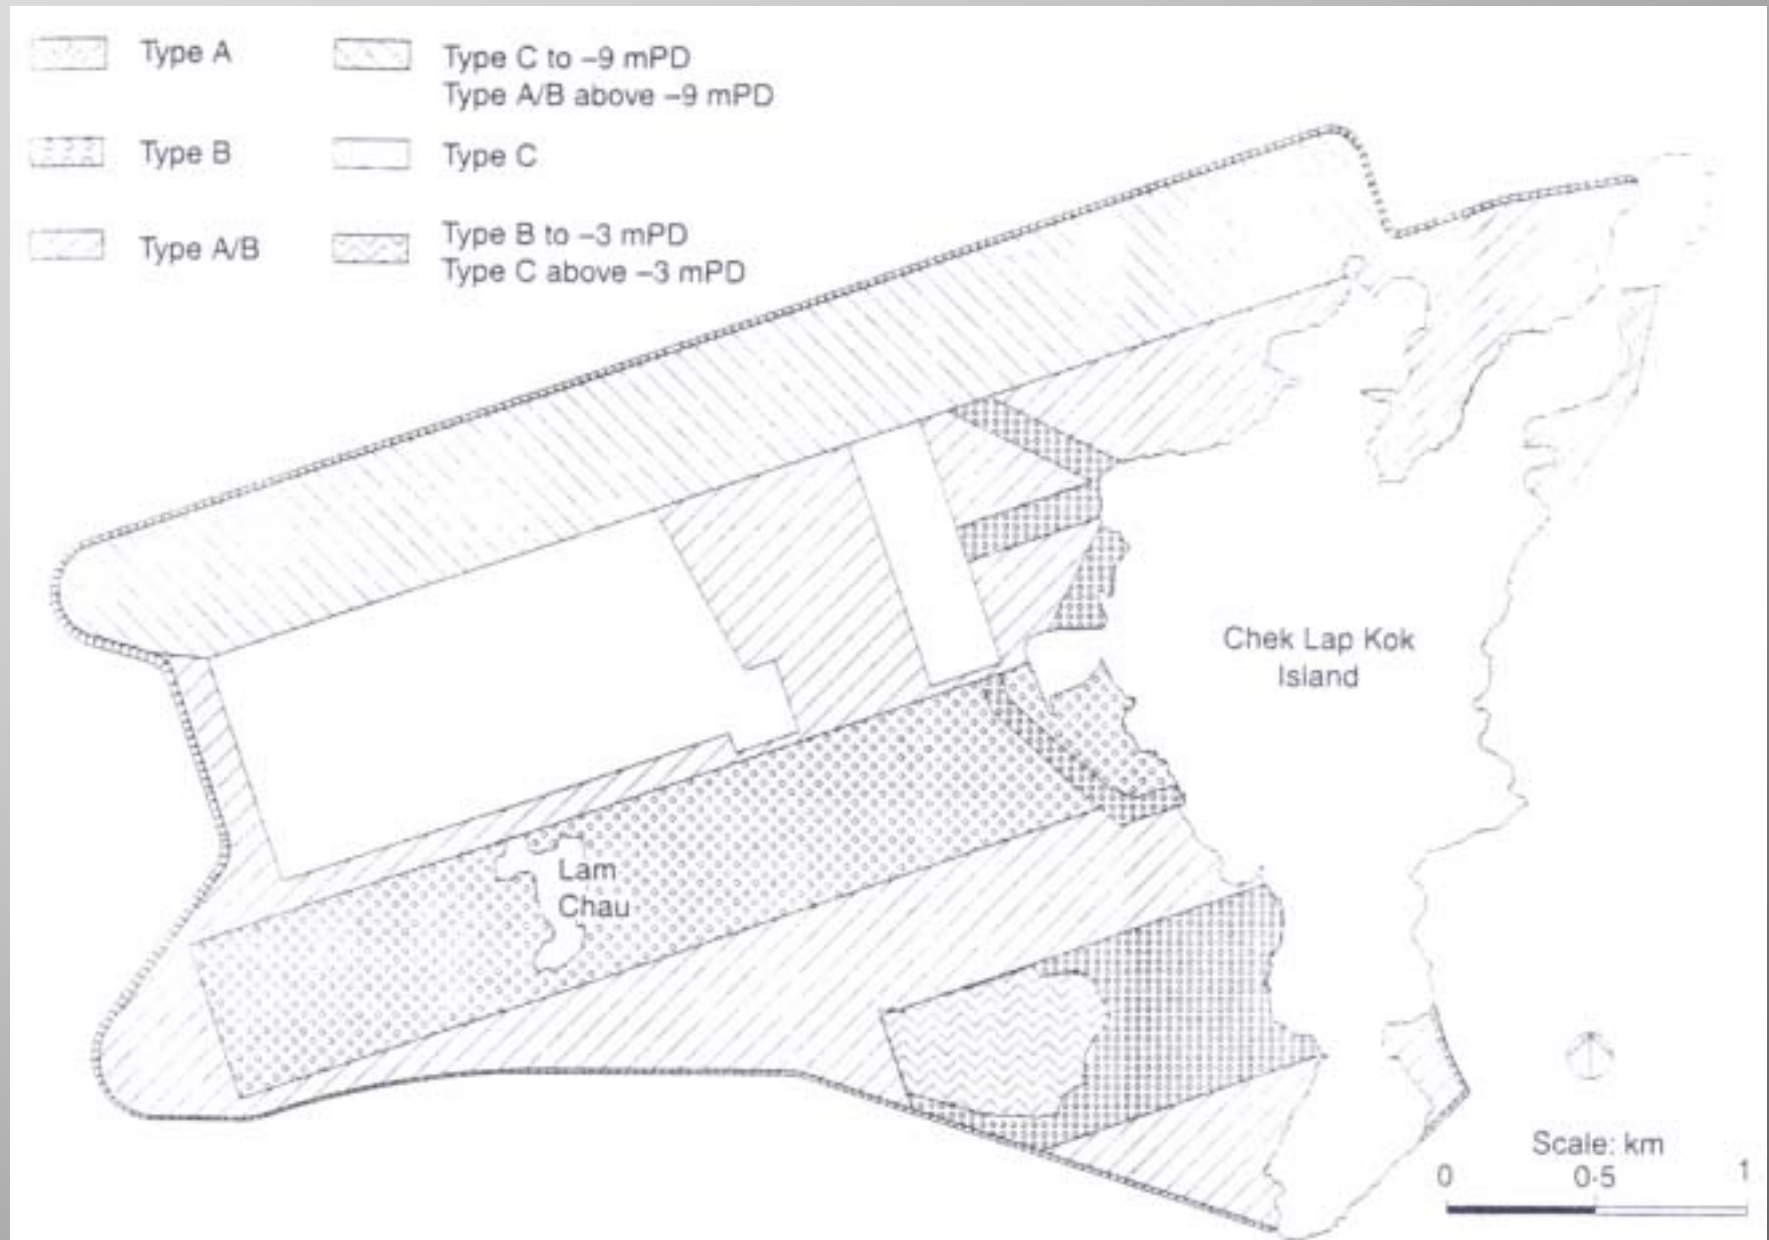 Type A
Type B
Type A/B
Type C to –9 mPD
Type A/B above –9 mPD
Type C
Type B to –3 mPD
Type C above –3 mPD
Chek Lap Kok
Island
Lam
Chau
Scale: km
0 0·5 1